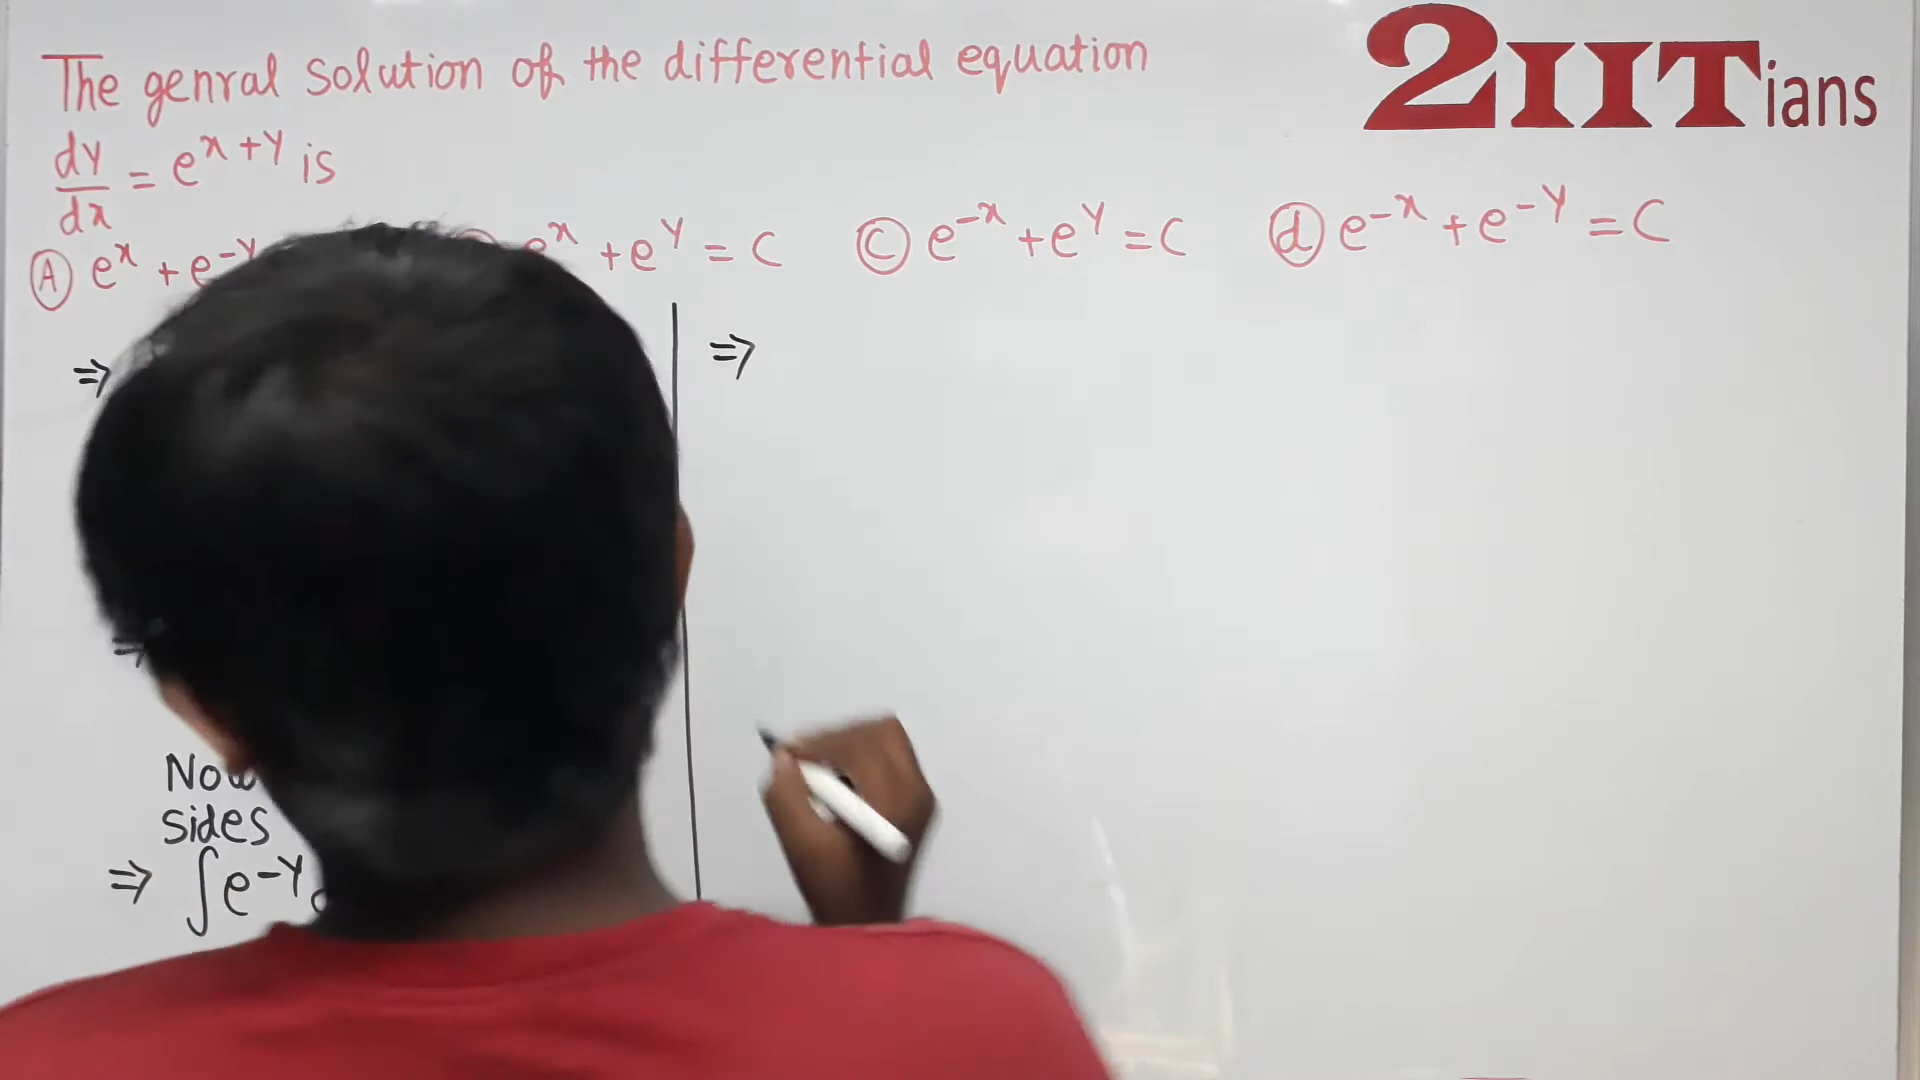 The genral solution of the differential equation
2IITians
dy/dx = e^{x+y} is
Ⓐ e^x + e^{-y} e^x + e^y = C Ⓒ e^{-x} + e^y = C ⓓ e^{-x} + e^{-y} = C
⇒ ⇒
⇒
Now
sides
⇒ ∫e^{-y}